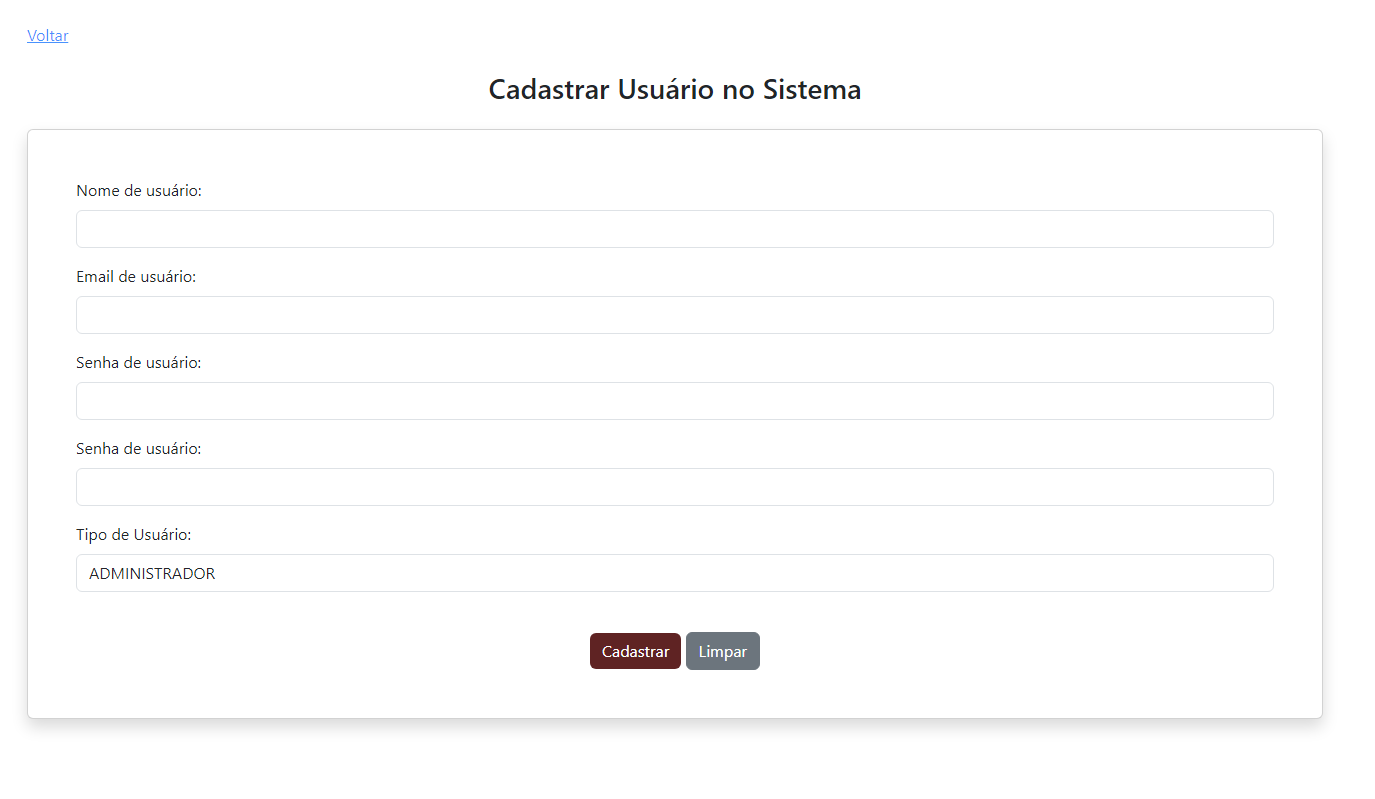 Voltar
Cadastrar Usuário no Sistema
Nome de usuário:
Email de usuário:
Senha de usuário:
Senha de usuário:
Tipo de Usuário:
ADMINISTRADOR
Cadastrar Limpar